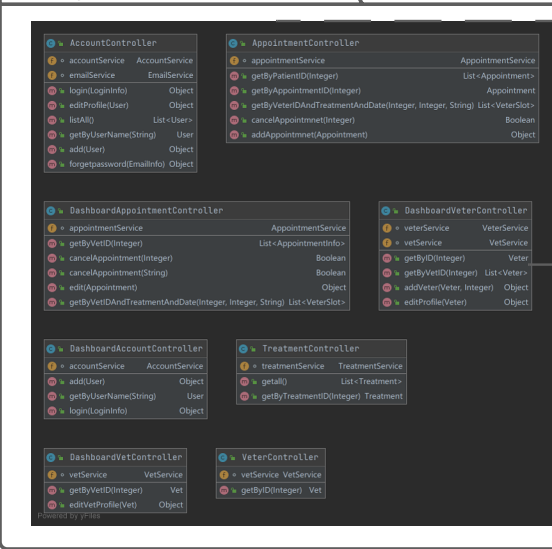 AccountController
accountService AccountService
emailService EmailService
login(LoginInfo) Object
editProfile(User) Object
listAll() List<User>
getByUserName(String) User
add(User) Object
forgetpassword(EmailInfo) Object
AppointmentController
appointmentService AppointmentService
getByPatientID(Integer) List<Appointment>
getByAppointmentID(Integer) Appointment
getByVeterIDAndTreatmentAndDate(Integer, Integer, String) List<VeterSlot>
cancelAppointmnet(Integer) Boolean
addAppointmnet(Appointment) Object
DashboardAppointmentController
appointmentService AppointmentService
getByVetID(Integer) List<AppointmentInfo>
cancelAppointment(Integer) Boolean
cancelAppointment(String) Boolean
edit(Appointment) Object
getByVetIDAndTreatmentAndDate(Integer, Integer, String) List<VeterSlot>
DashboardVeterController
veterService VeterService
vetService VetService
getByID(Integer) Veter
getByVetID(Integer) List<Veter>
addVeter(Veter, Integer) Object
editProfile(Veter) Object
DashboardAccountController
accountService AccountService
add(User) Object
getByUserName(String) User
login(LoginInfo) Object
TreatmentController
treatmentService TreatmentService
getall() List<Treatment>
getByTreatmentID(Integer) Treatment
DashboardVetController
vetService VetService
getByVetID(Integer) Vet
editVetProfile(Vet) Object
VeterController
vetService VetService
getByID(Integer) Vet
Powered by yFiles